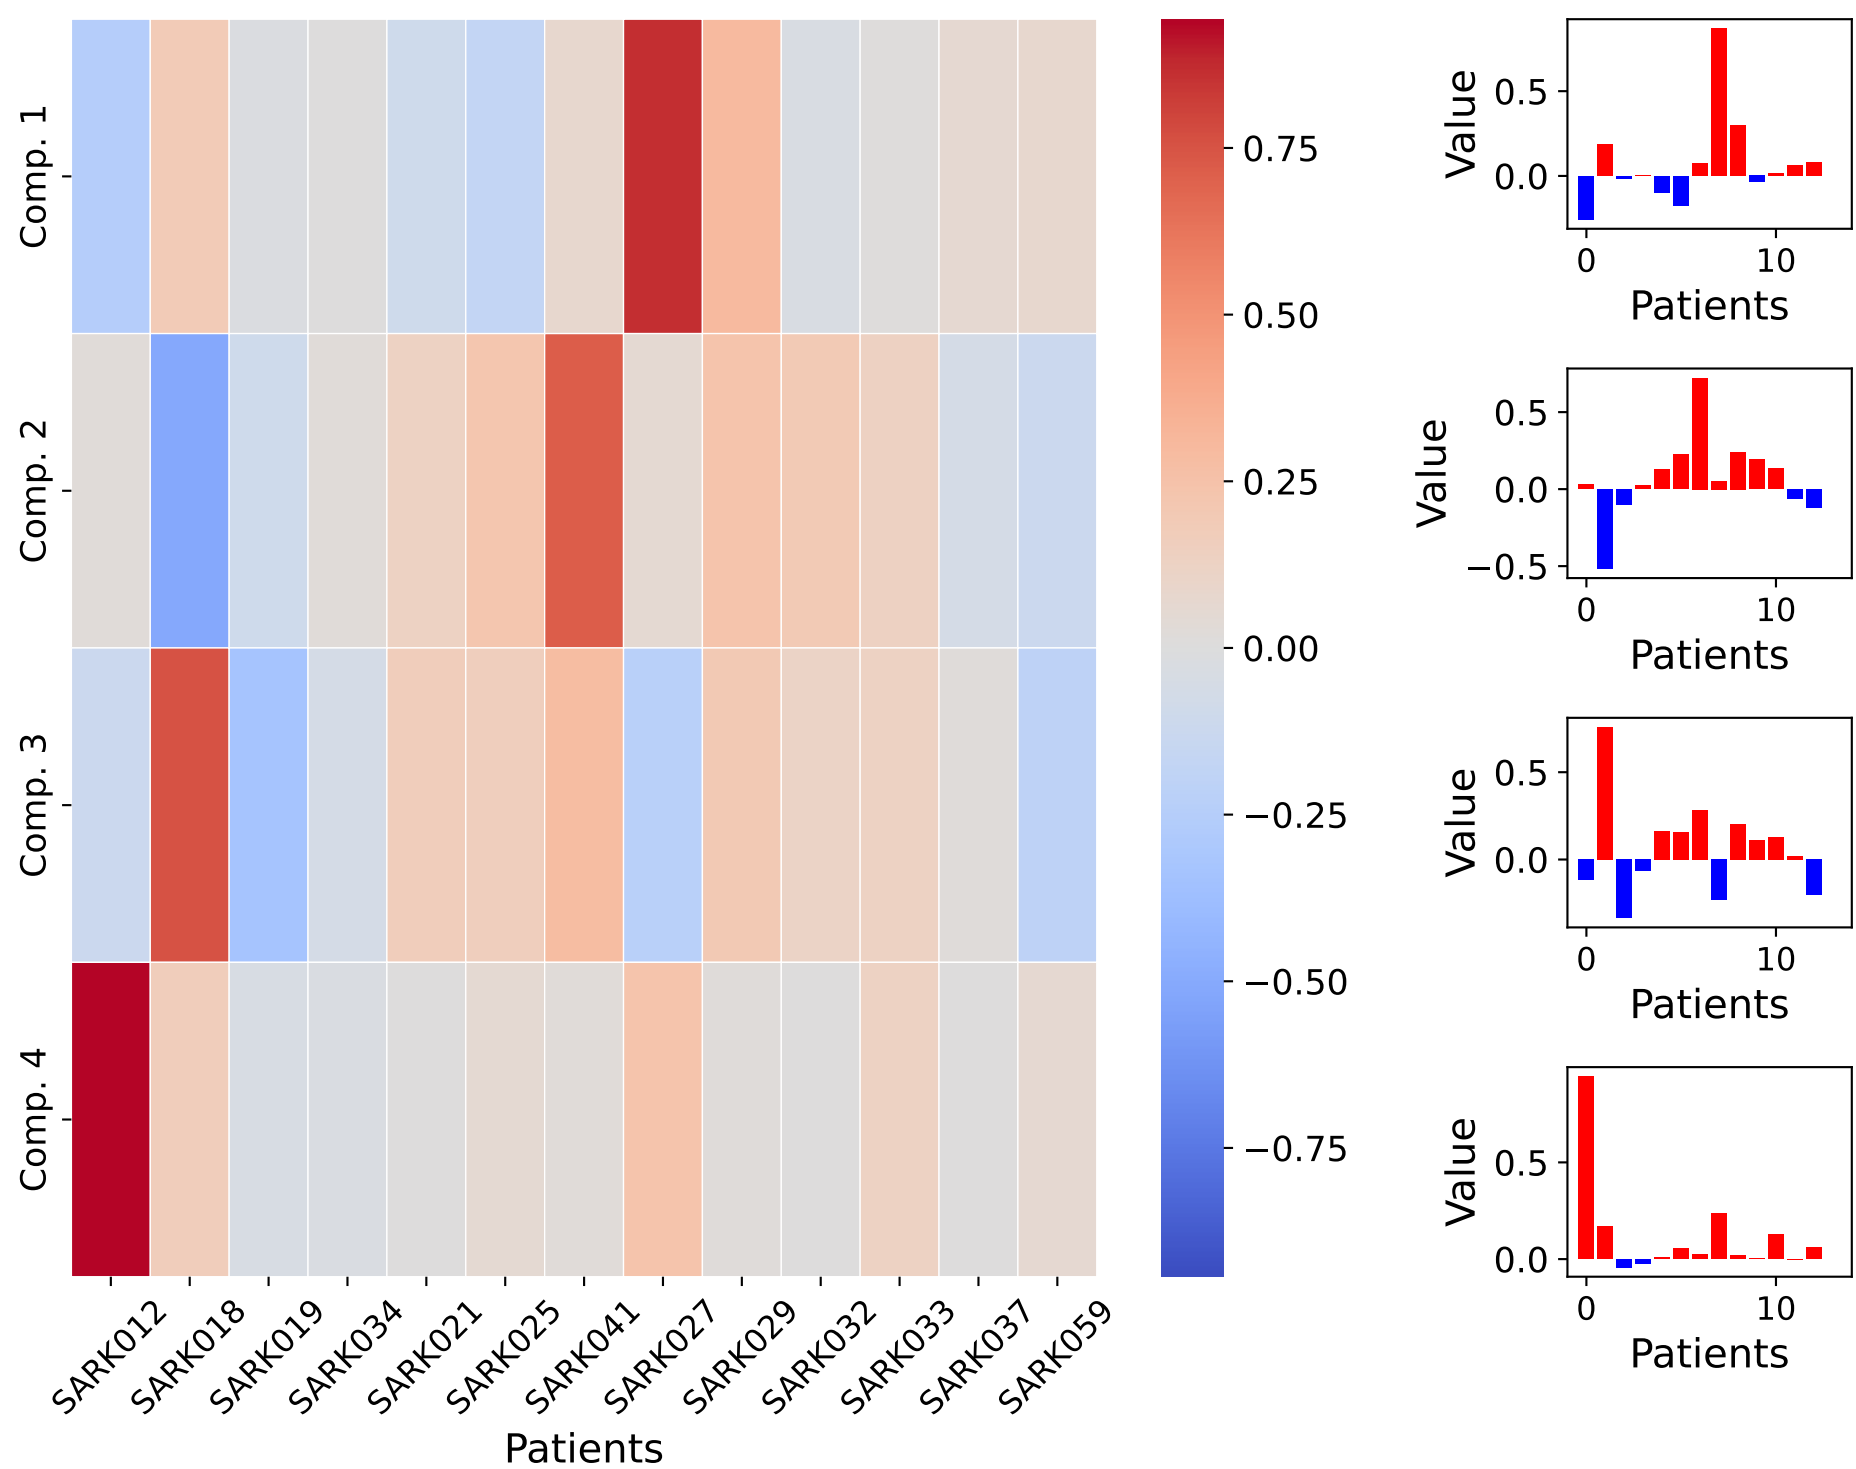 Comp. 1
Comp. 2
Comp. 3
Comp. 4
SARK012
SARK018
SARK019
SARK034
SARK021
SARK025
SARK041
SARK027
SARK029
SARK032
SARK033
SARK037
SARK059
Patients
0.75
0.50
0.25
0.00
−0.25
−0.50
−0.75
Value
0.5
0.0
0 10
Patients
Value
0.5
0.0
−0.5
0 10
Patients
Value
0.5
0.0
0 10
Patients
Value
0.5
0.0
0 10
Patients